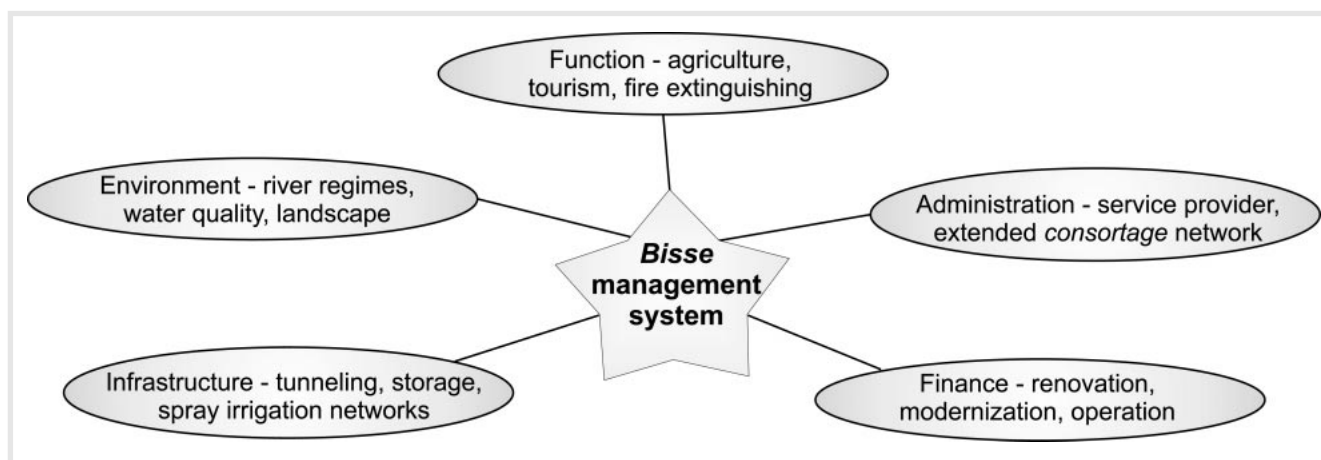 Function - agriculture,
tourism, fire extinguishing
Environment - river regimes,
water quality, landscape
Administration - service provider,
extended consortage network
Bisse
management
system
Infrastructure - tunneling, storage,
spray irrigation networks
Finance - renovation,
modernization, operation